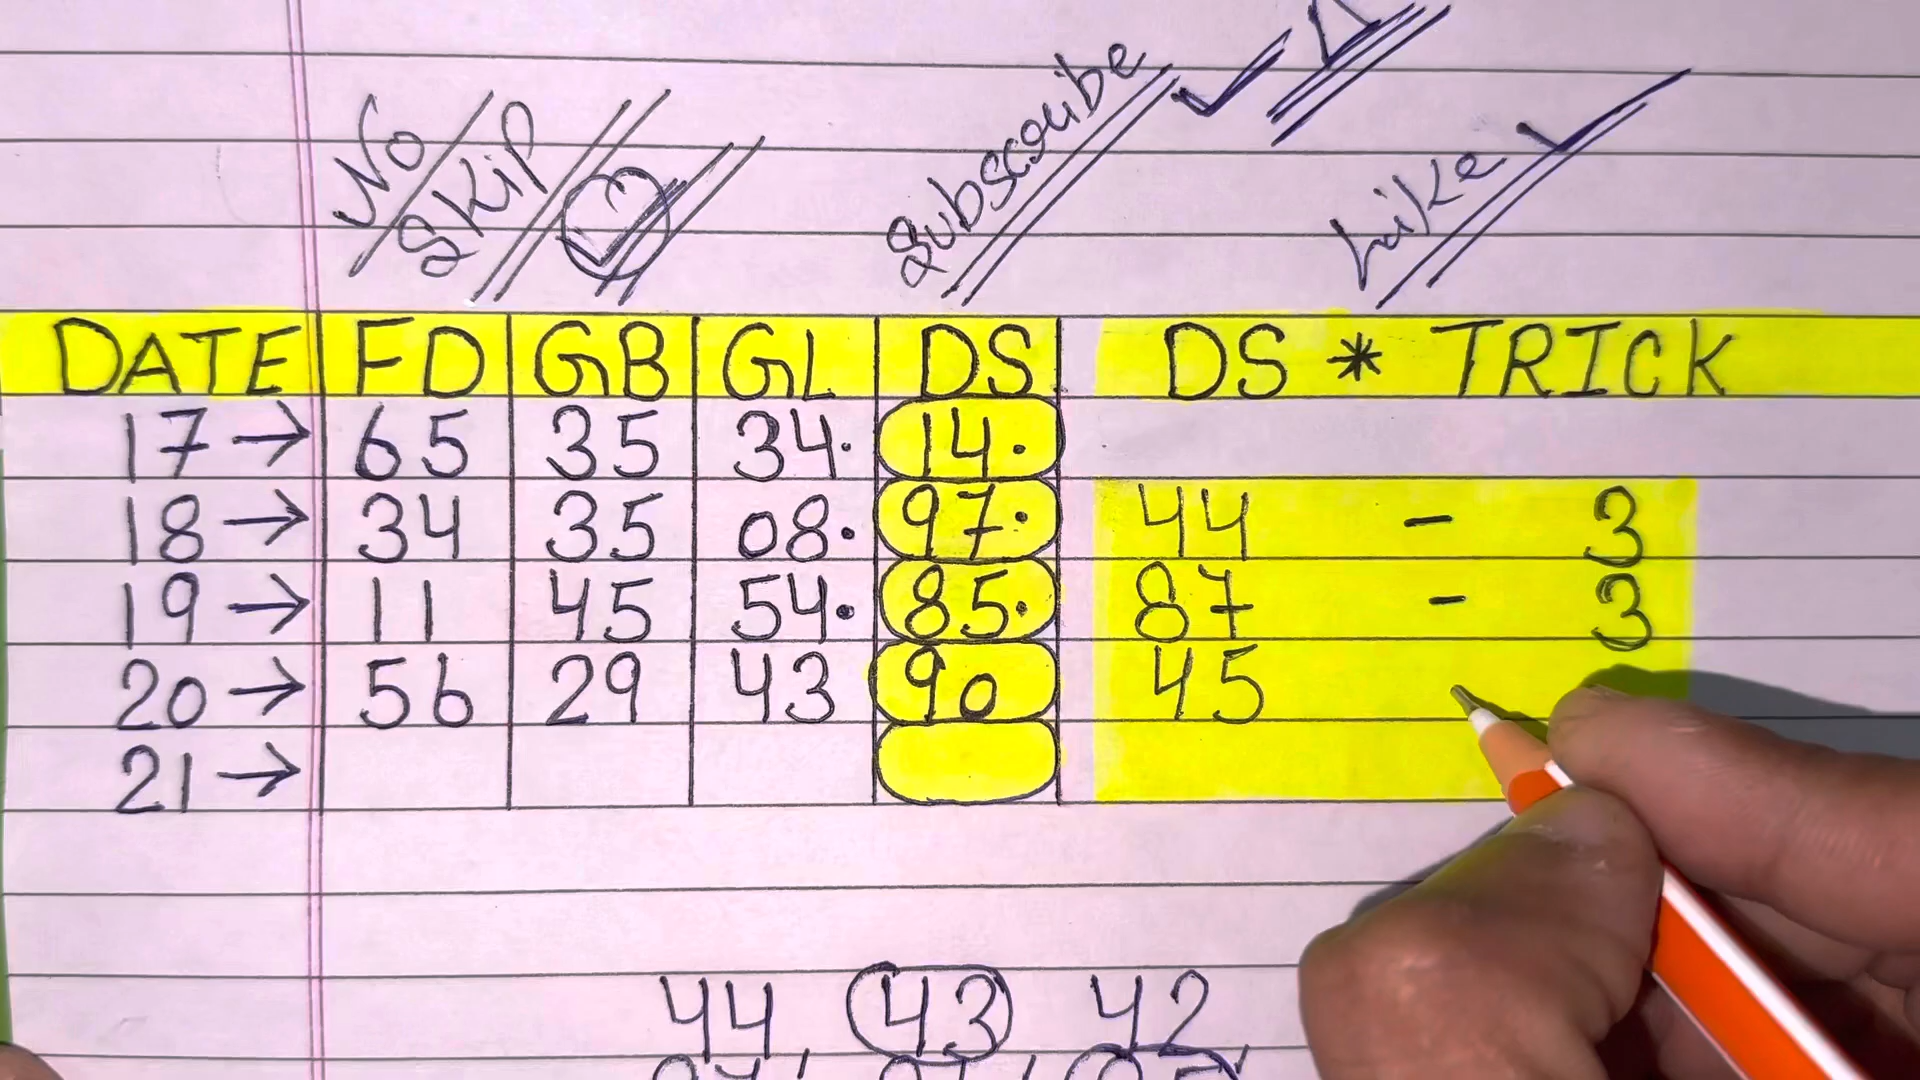 No
SKip
Subscouibe
Like
DATE FD GB GL DS DS * TRICK
17 → 65 35 34. 14.
18 → 34 35 08. 97. 44 - 3
19 → 11 45 54. 85. 87 - 3
20 → 56 29 43 90 45
21 →
44, 43 42